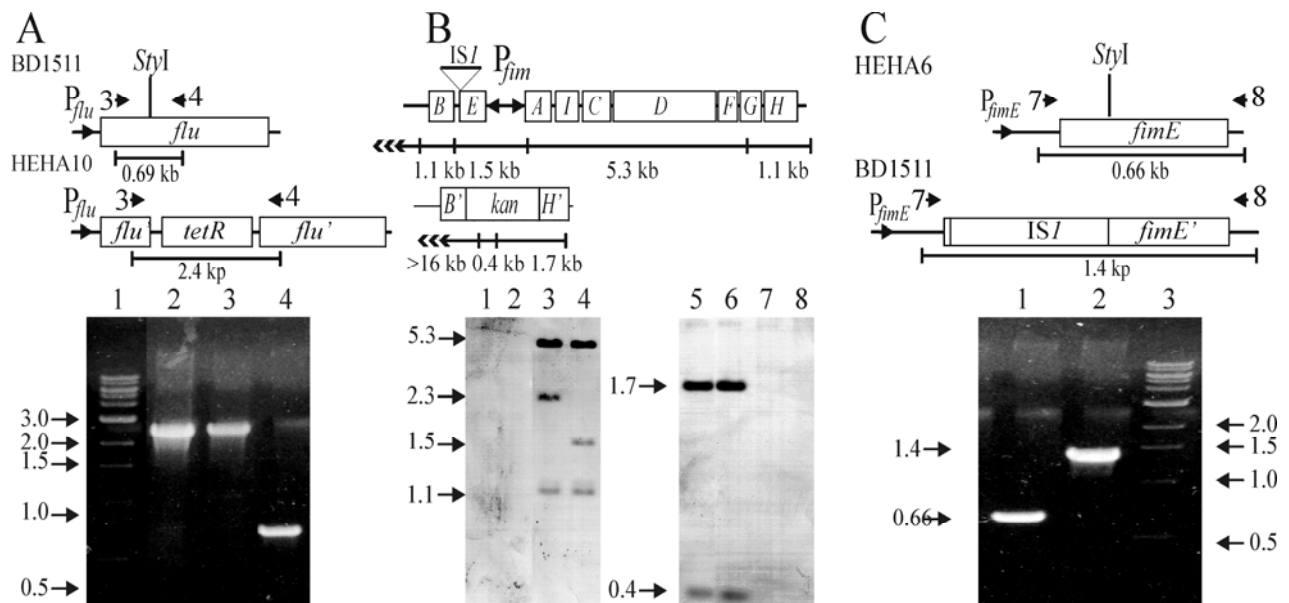 A
BD1511
StyI
Pflu 3 4
flu
0.69 kb
HEHA10
Pflu 3 4
flu' tetR flu'
2.4 kp
1 2 3 4
3.0
2.0
1.5
1.0
0.5
B
IS1 Pfim
B E A I C D F G H
1.1 kb 1.5 kb 5.3 kb 1.1 kb
B' kan H'
>16 kb 0.4 kb 1.7 kb
1 2 3 4 5 6 7 8
5.3
2.3
1.5
1.1
1.7
0.4
C
HEHA6
StyI
PfimE 7 8
fimE
0.66 kb
BD1511
PfimE 7 8
IS1 fimE'
1.4 kp
1 2 3
1.4
0.66
2.0
1.5
1.0
0.5